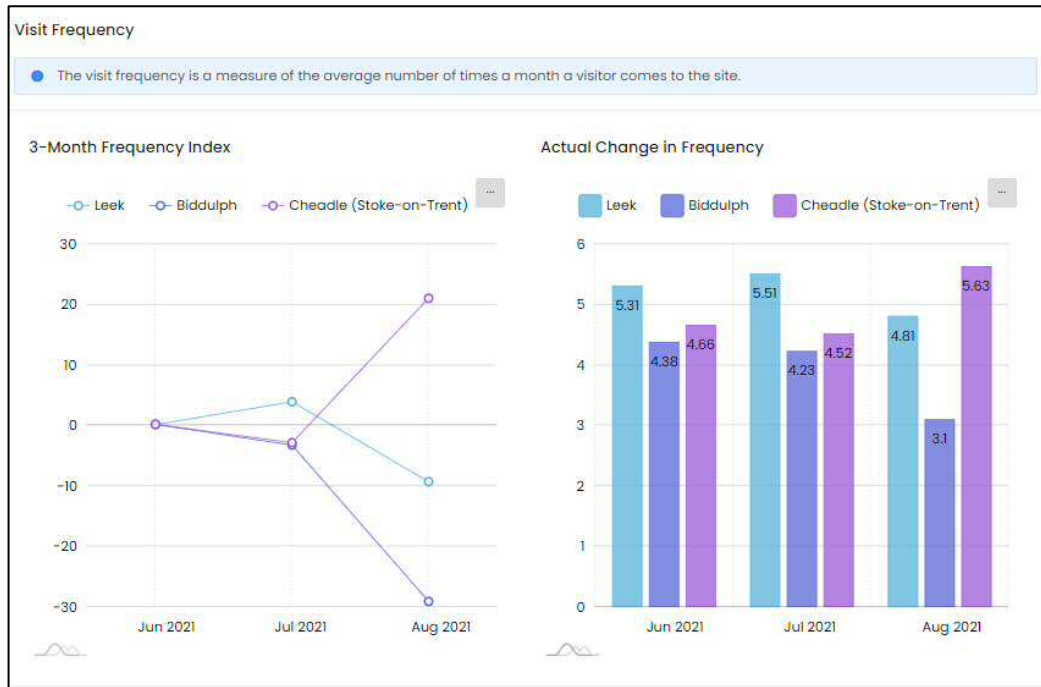 Visit Frequency
The visit frequency is a measure of the average number of times a month a visitor comes to the site.
3-Month Frequency Index
...
Leek Biddulph Cheadle (Stoke-on-Trent)
30
20
10
0
-10
-20
-30
Jun 2021 Jul 2021 Aug 2021
Actual Change in Frequency
...
Leek Biddulph Cheadle (Stoke-on-Trent)
6
5
4
3
2
1
0
5.31 4.38 4.66
5.51 4.23 4.52
4.81 3.1 5.63
Jun 2021 Jul 2021 Aug 2021